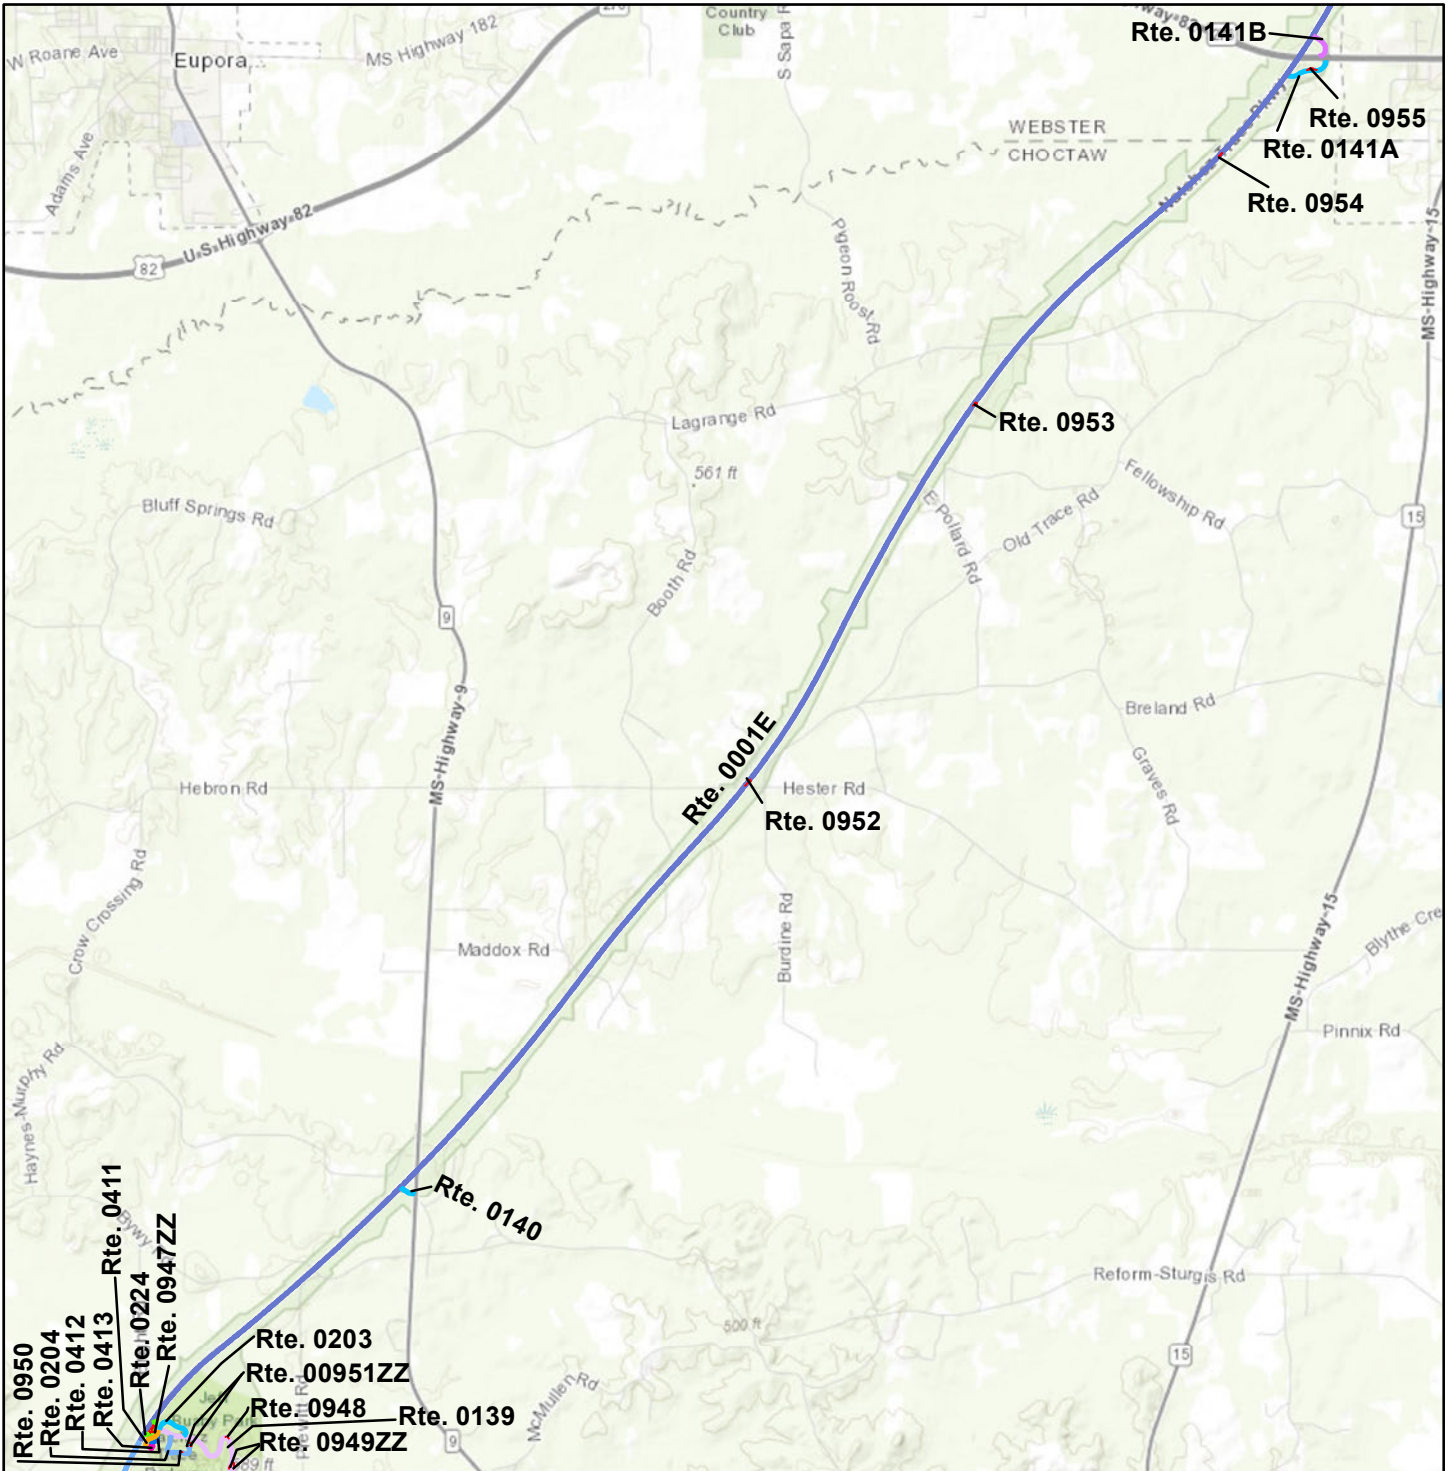 Country
Club
MS Highway 182
W Roane Ave
Eupora
S Sapa R
Rte. 0141B
Rte. 0955
Rte. 0141A
Rte. 0954
Adams Ave
WEBSTER
CHOCTAW
U.S. Highway 82
82
Natchez Trace Pkwy
Pigeon Roost Rd
MS-Highway-15
Lagrange Rd
Rte. 0953
561 ft
Bluff Springs Rd
E Pollard Rd
Old Trace Rd
Fellowship Rd
15
Booth Rd
9
MS-Highway-9
Breland Rd
Graves Rd
Rte. 0001E
Hebron Rd
Hester Rd
Rte. 0952
Crow Crossing Rd
Maddox Rd
Burdine Rd
MS-Highway-15
Blythe Cre
Pinnix Rd
Haynes-Murphy Rd
Rte. 0140
Reform-Sturgis Rd
500 ft
15
McMullen Rd
9
Rte. 0411
Rte. 0224
Rte. 0947ZZ
Rte. 0413
Rte. 0412
Rte. 0204
Rte. 0950
Rte. 0203
Rte. 00951ZZ
Rte. 0948
Rte. 0139
Rte. 0949ZZ